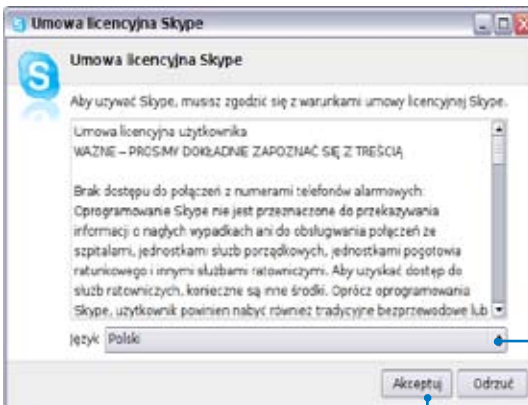 Umowa licencyjna Skype
Umowa licencyjna Skype
Aby używać Skype, musisz zgodzić się z warunkami umowy licencyjnej Skype.
Umowa licencyjna użytkownika
WAŻNE – PROSIMY DOKŁADNIE ZAPOZNAĆ SIĘ Z TREŚCIĄ
Brak dostępu do połączeń z numerami telefonów alarmowych:
Oprogramowanie Skype nie jest przeznaczone do przekazywania
informacji o nagłych wypadkach ani do obsługiwania połączeń ze
szpitalami, jednostkami służb porządkowych, jednostkami pogotowia
ratunkowego i innymi służbami ratowniczymi. Aby uzyskać dostęp do
służb ratowniczych, konieczne są inne środki. Oprócz oprogramowania
Skype, użytkownik powinien nabyć również tradycyjne bezprzewodowe lub
Język Polski
Akceptuj Odrzuć